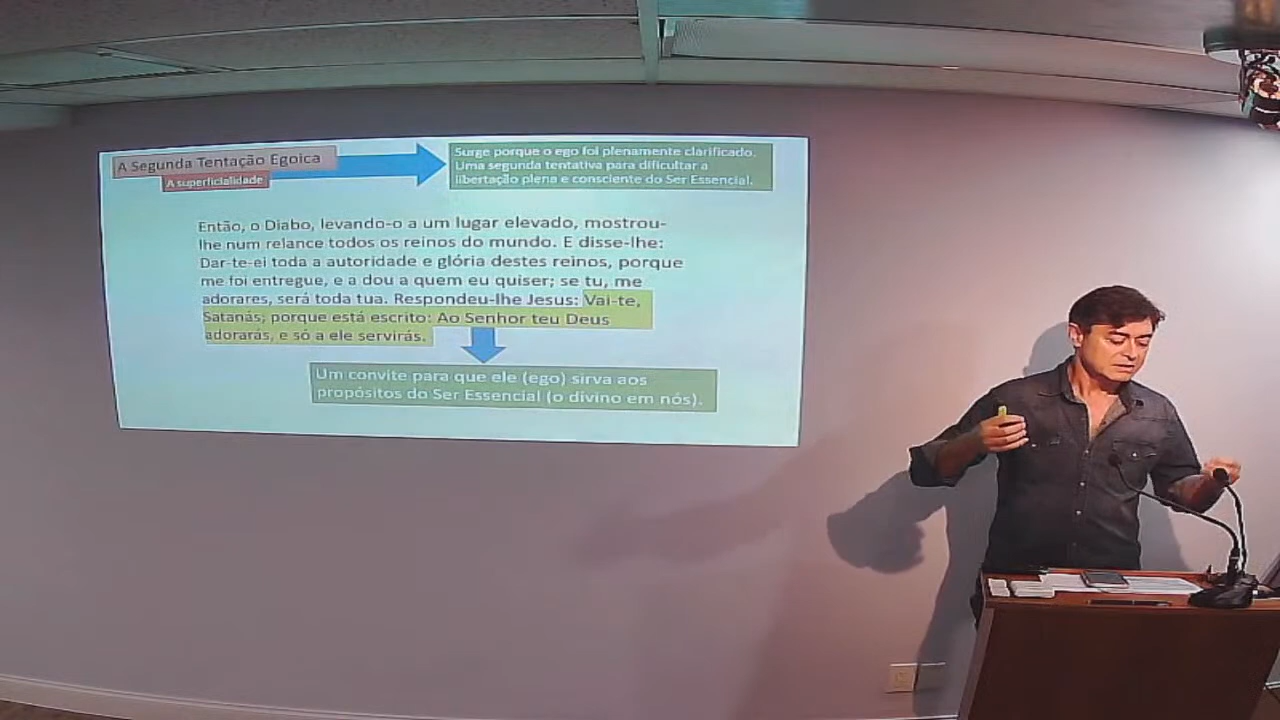 A Segunda Tentação Egoica
A superficialidade
Surge porque o ego foi plenamente clarificado.
Uma segunda tentativa para dificultar a
libertação plena e consciente do Ser Essencial.
Então, o Diabo, levando-o a um lugar elevado, mostrou-
lhe num relance todos os reinos do mundo. E disse-lhe:
Dar-te-ei toda a autoridade e glória destes reinos, porque
me foi entregue, e a dou a quem eu quiser; se tu, me
adorares, será toda tua. Respondeu-lhe Jesus: Vai-te,
Satanás; porque está escrito: Ao Senhor teu Deus
adorarás, e só a ele servirás.
Um convite para que ele (ego) sirva aos
propósitos do Ser Essencial (o divino em nós).